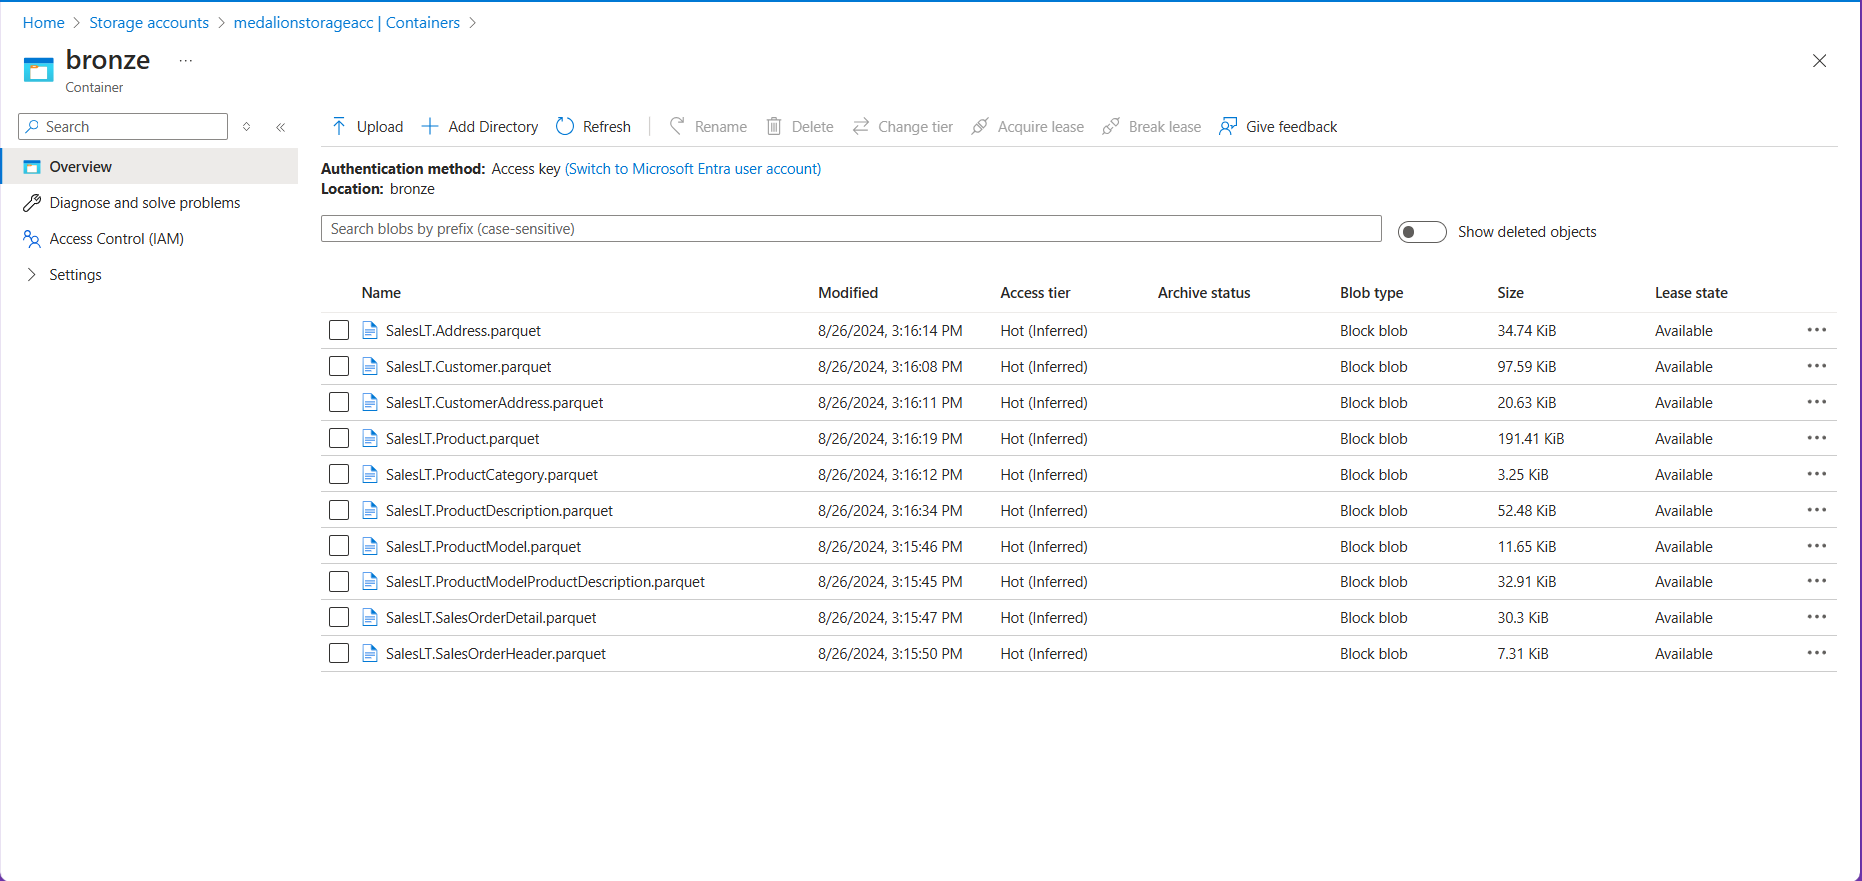 Home > Storage accounts > medalionstorageacc | Containers >
bronze ...
Container
Search
Overview
Diagnose and solve problems
Access Control (IAM)
Settings
Upload Add Directory Refresh Rename Delete Change tier Acquire lease Break lease Give feedback
Authentication method: Access key (Switch to Microsoft Entra user account)
Location: bronze
Search blobs by prefix (case-sensitive) Show deleted objects
Name Modified Access tier Archive status Blob type Size Lease state
SalesLT.Address.parquet 8/26/2024, 3:16:14 PM Hot (Inferred) Block blob 34.74 KiB Available
SalesLT.Customer.parquet 8/26/2024, 3:16:08 PM Hot (Inferred) Block blob 97.59 KiB Available
SalesLT.CustomerAddress.parquet 8/26/2024, 3:16:11 PM Hot (Inferred) Block blob 20.63 KiB Available
SalesLT.Product.parquet 8/26/2024, 3:16:19 PM Hot (Inferred) Block blob 191.41 KiB Available
SalesLT.ProductCategory.parquet 8/26/2024, 3:16:12 PM Hot (Inferred) Block blob 3.25 KiB Available
SalesLT.ProductDescription.parquet 8/26/2024, 3:16:34 PM Hot (Inferred) Block blob 52.48 KiB Available
SalesLT.ProductModel.parquet 8/26/2024, 3:15:46 PM Hot (Inferred) Block blob 11.65 KiB Available
SalesLT.ProductModelProductDescription.parquet 8/26/2024, 3:15:45 PM Hot (Inferred) Block blob 32.91 KiB Available
SalesLT.SalesOrderDetail.parquet 8/26/2024, 3:15:47 PM Hot (Inferred) Block blob 30.3 KiB Available
SalesLT.SalesOrderHeader.parquet 8/26/2024, 3:15:50 PM Hot (Inferred) Block blob 7.31 KiB Available